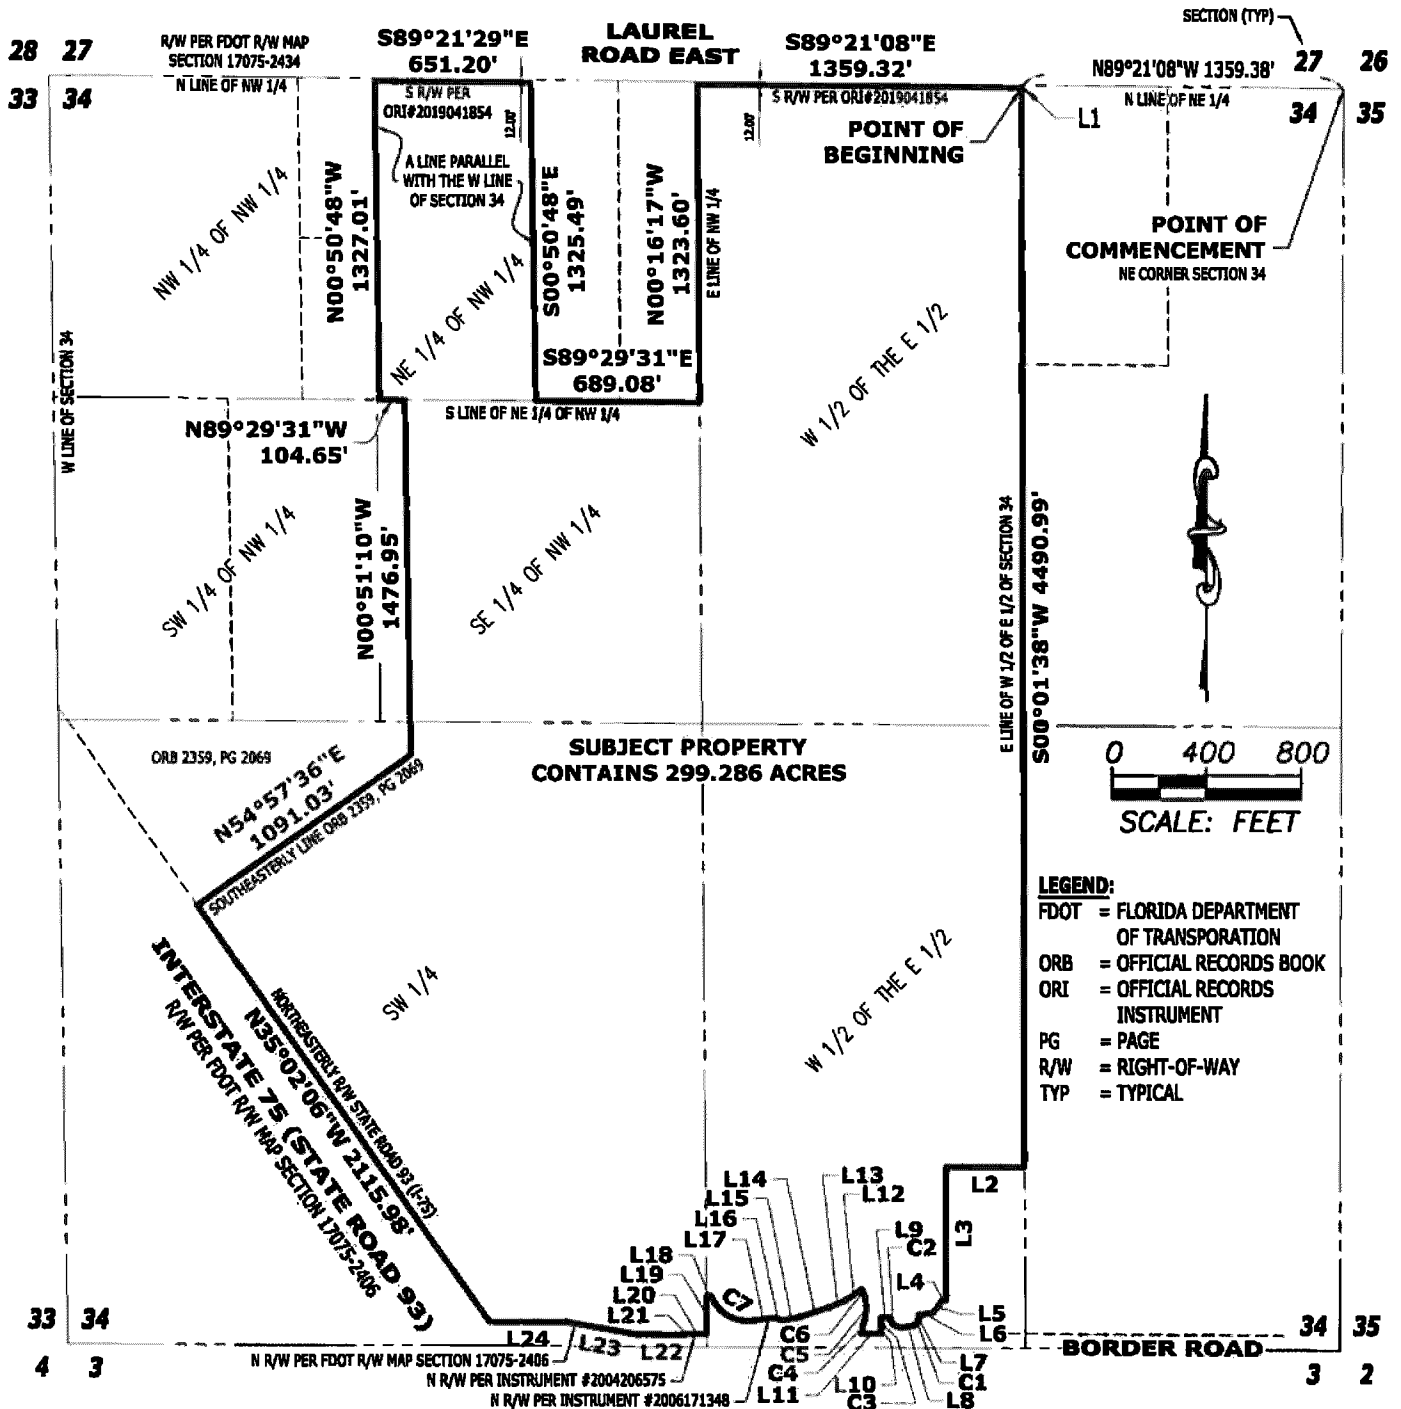 SECTION (TYP)
28 27
R/W PER FDOT R/W MAP
SECTION 17075-2434
S89°21'29"E
651.20'
LAUREL
ROAD EAST
S89°21'08"E
1359.32'
N89°21'08"W 1359.38'
27 26
33 34
N LINE OF NW 1/4
S R/W PER
ORI#2019041854
12.00'
S R/W PER ORI#2019041854
12.00'
N LINE OF NE 1/4
34 35
L1
POINT OF
BEGINNING
A LINE PARALLEL
WITH THE W LINE
OF SECTION 34
NW 1/4 OF NW 1/4
N00°50'48"W
1327.01'
S00°50'48"E
1325.49'
N00°16'17"W
1323.60'
E LINE OF NW 1/4
POINT OF
COMMENCEMENT
NE CORNER SECTION 34
NE 1/4 OF NW 1/4
W 1/2 OF THE E 1/2
W LINE OF SECTION 34
S89°29'31"E
689.08'
S LINE OF NE 1/4 OF NW 1/4
N89°29'31"W
104.65'
SW 1/4 OF NW 1/4
N00°51'10"W
1476.95'
SE 1/4 OF NW 1/4
E LINE OF W 1/2 OF E 1/2 OF SECTION 34
S00°01'38"W 4490.99'
ORB 2359, PG 2069
SUBJECT PROPERTY
CONTAINS 299.286 ACRES
0 400 800
SCALE: FEET
N54°57'36"E
1091.03'
SOUTHEASTERLY LINE ORB 2359, PG 2069
LEGEND:
FDOT = FLORIDA DEPARTMENT
OF TRANSPORATION
ORB = OFFICIAL RECORDS BOOK
ORI = OFFICIAL RECORDS
INSTRUMENT
PG = PAGE
R/W = RIGHT-OF-WAY
TYP = TYPICAL
SW 1/4
W 1/2 OF THE E 1/2
NORTHEASTERLY R/W STATE ROAD 93 (I-75)
N35°02'06"W 2115.98'
INTERSTATE 75 (STATE ROAD 93)
R/W PER FDOT R/W MAP SECTION 17075-2406
L14
L15
L16
L17
L13
L12
L2
L3
L9
C2
L18
L19
L20
L21
C7
L4
L5
L6
33 34
L24
L23
L22
C6
C5
C4
L11
L10
C3
L7
C1
L8
BORDER ROAD
34 35
4 3
N R/W PER FDOT R/W MAP SECTION 17075-2406
N R/W PER INSTRUMENT #2004206575
N R/W PER INSTRUMENT #2006171348
3 2